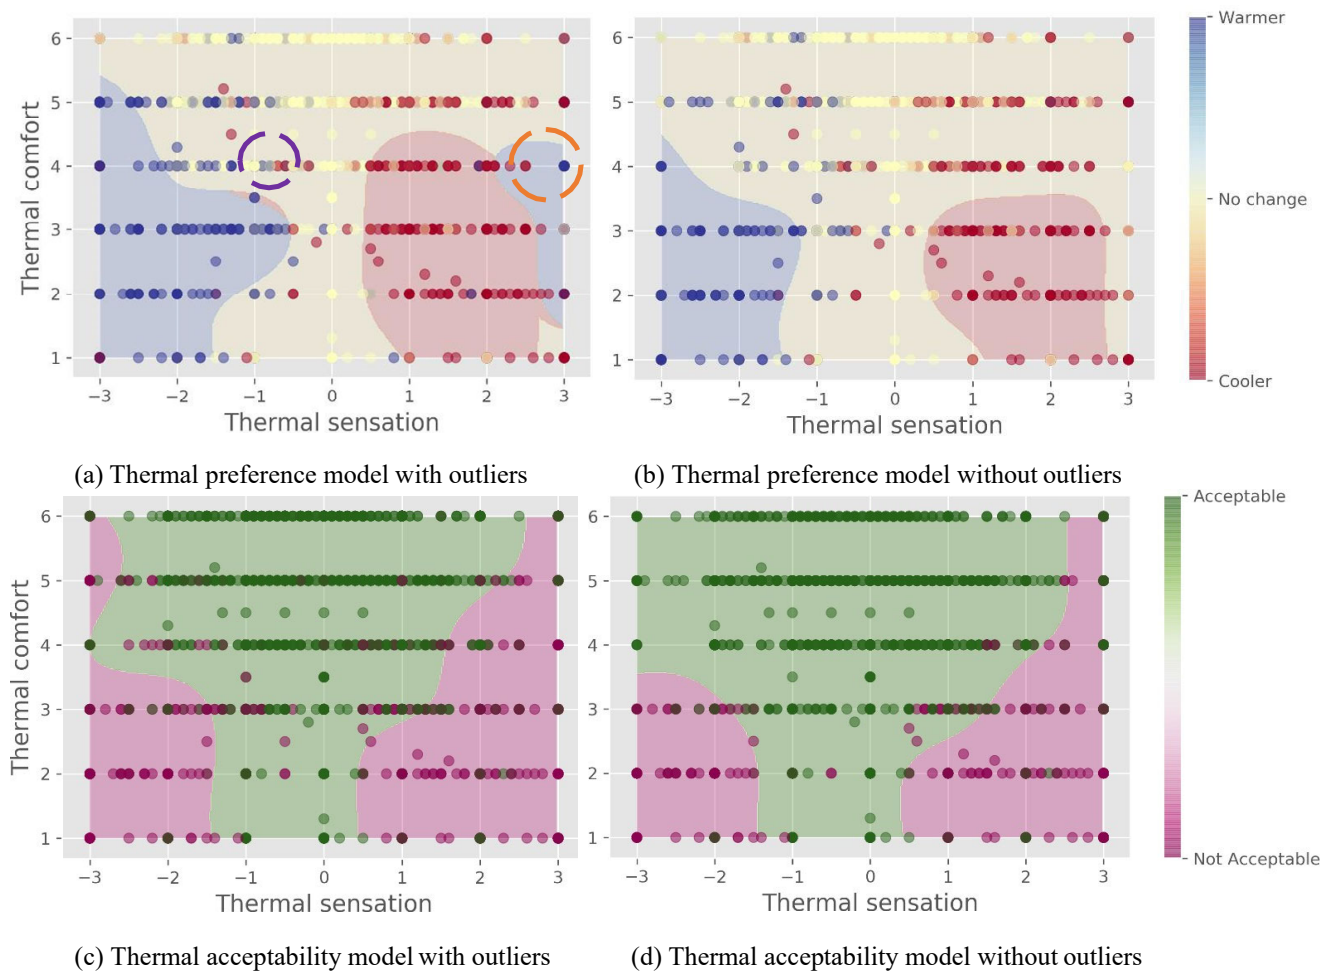 6
5
4
3
2
1
Thermal comfort
−3 −2 −1 0 1 2 3
Thermal sensation
6
5
4
3
2
1
−3 −2 −1 0 1 2 3
Thermal sensation
Warmer
No change
Cooler
(a) Thermal preference model with outliers
(b) Thermal preference model without outliers
6
5
4
3
2
1
Thermal comfort
−3 −2 −1 0 1 2 3
Thermal sensation
6
5
4
3
2
1
−3 −2 −1 0 1 2 3
Thermal sensation
Acceptable
Not Acceptable
(c) Thermal acceptability model with outliers
(d) Thermal acceptability model without outliers